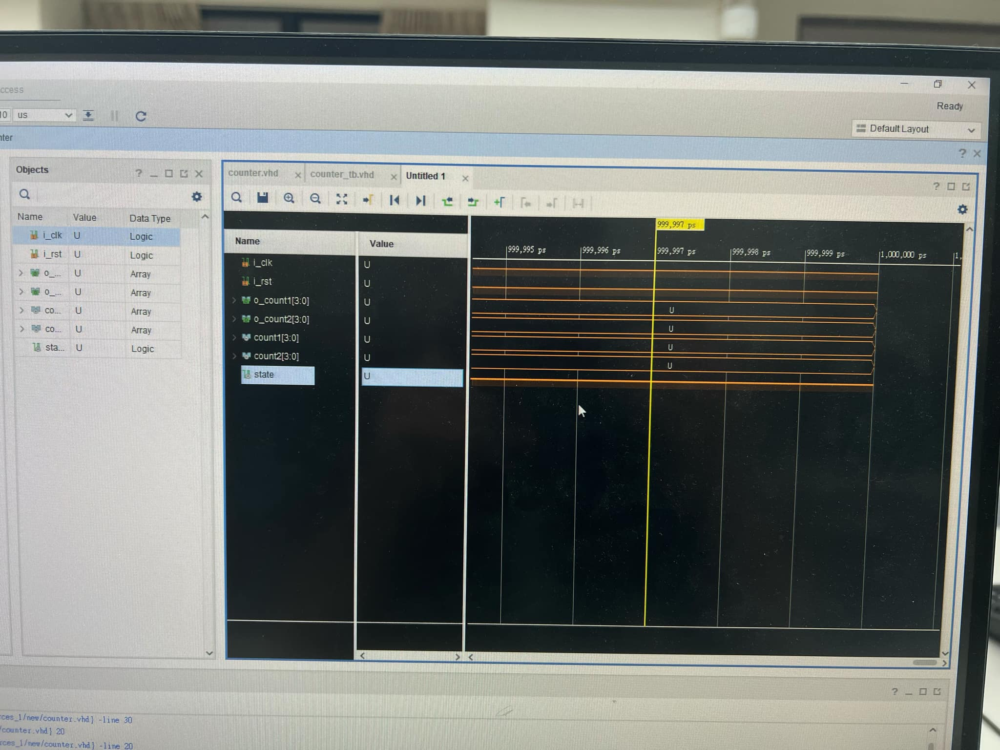 ccess
10 us
Ready
Default Layout
nter
Objects
Name Value Data Type
i_clk U Logic
i_rst U Logic
o_... U Array
o_... U Array
co... U Array
co... U Array
sta... U Logic
counter.vhd counter_tb.vhd Untitled 1
Name Value
i_clk U
i_rst U
o_count1[3:0] U
o_count2[3:0] U
count1[3:0] U
count2[3:0] U
state U
999,997 ps
999,995 ps 999,996 ps 999,997 ps 999,998 ps 999,999 ps 1,000,000 ps 1,
U
U
U
U
rces_1/new/counter.vhd} -line 30
/counter.vhd} 20
rces_1/new/counter.vhd} -line 20